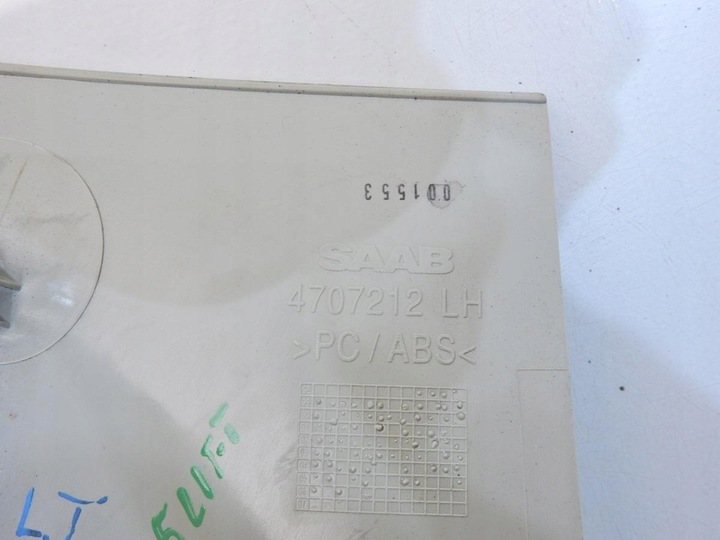 001553
SAAB
4707212 LH
>PC/ABS<
L.T.